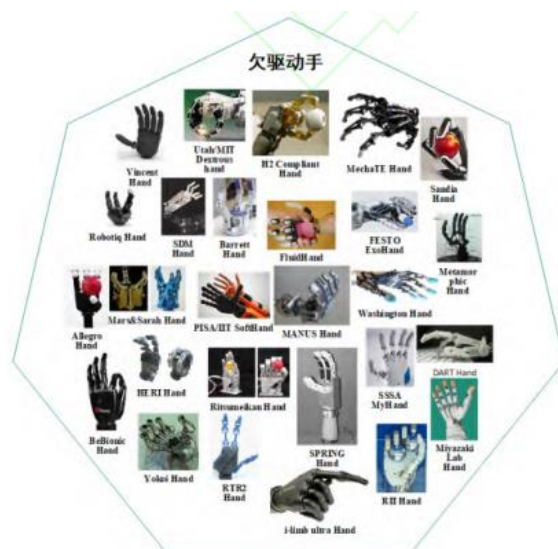 欠驱动手
Vincent
Hand
Utah/MIT
Dextrous
hand
H2 Compliant
Hand
MechaTE Hand
Sandia
Hand
Robotiq Hand
SDM
Hand
Barrett
Hand
FluidHand
FESTO
ExoHand
Metamor
phic
Hand
Allegro
Hand
Mars&Sarah Hand
PISA/IIT SoftHand
MANUS Hand
Washington Hand
HERI Hand
Ritsumeikan Hand
SPRING
Hand
SSSA
MyHand
DART Hand
BeBionic
Hand
Yokoi Hand
RTR2
Hand
i-limb ultra Hand
RII Hand
Miyazaki
Lab
Hand